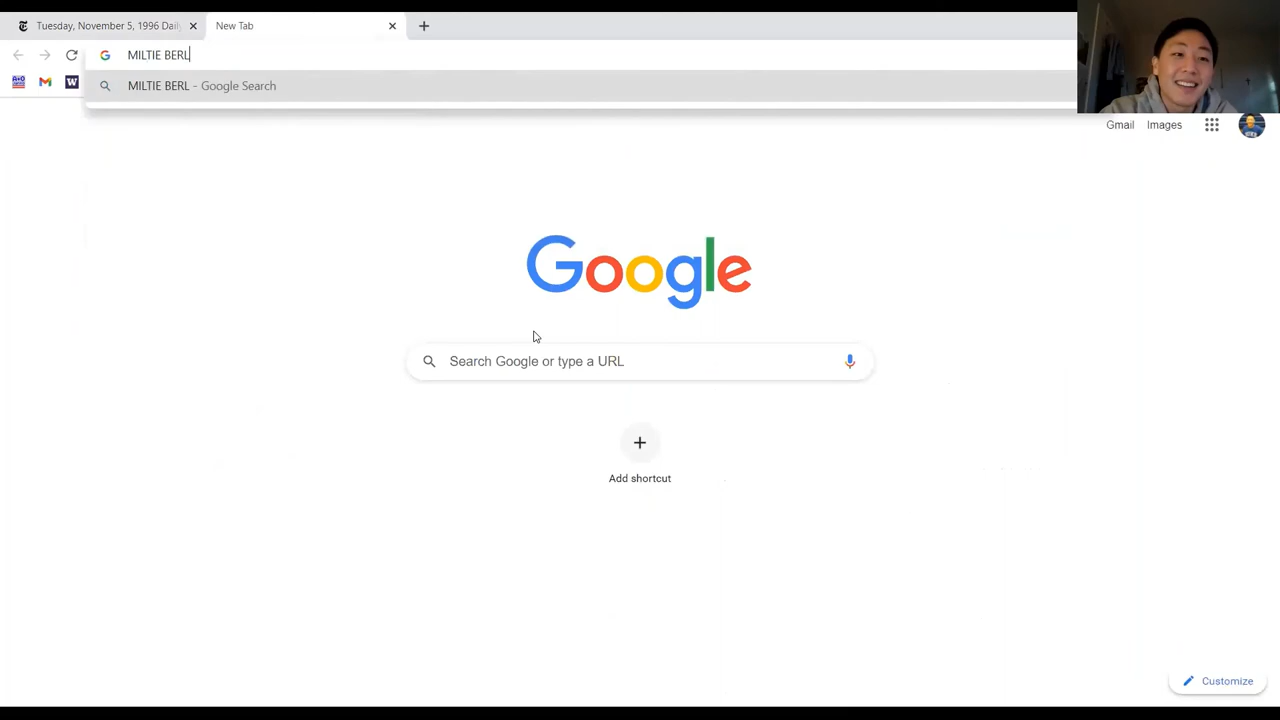 Tuesday, November 5, 1996 Dail
New Tab
MILTIE BERL
MILTIE BERL - Google Search
Gmail
Images
Google
Search Google or type a URL
Add shortcut
Customize